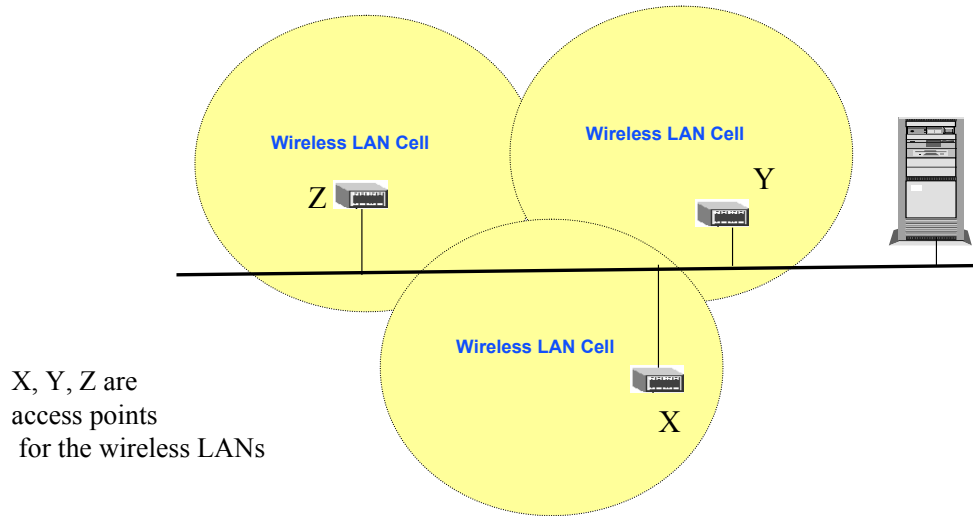 Wireless LAN Cell
Wireless LAN Cell
Z
Y
Wireless LAN Cell
X
X, Y, Z are
access points
for the wireless LANs